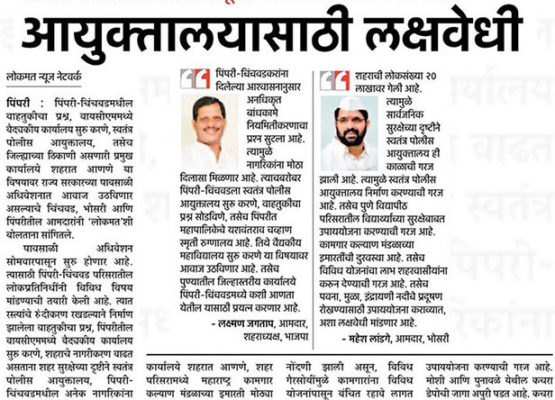 आयुक्तालयासाठी लक्षवेधी
लोकमत न्यूज नेटवर्क
पिंपरी : पिंपरी-चिंचवडमधील
वाहतुकीचा प्रश्न, वायसीएममध्ये
वैद्यकीय कार्यालय सुरू करणे, स्वतंत्र
पोलीस आयुक्तालय, तसेच
जिल्ह्याच्या ठिकाणी असणारी प्रमुख
कार्यालये शहरात आणणे या
विषयावर राज्य सरकारच्या पावसाळी
अधिवेशनात आवाज उठविणार
असल्याचे चिंचवड, भोसरी आणि
पिंपरीतील आमदारांनी 'लोकमत'शी
बोलताना सांगितले.
पावसाळी अधिवेशन
सोमवारपासून सुरू होणार आहे.
त्यासाठी पिंपरी-चिंचवड परिसरातील
लोकप्रतिनिधींनी विविध विषय
मांडण्याची तयारी केली आहे. त्यात
रस्त्यांचे रुंदीकरण रखडल्याने निर्माण
झालेला वाहतुकीचा प्रश्न, पिंपरीतील
वायसीएममध्ये वैद्यकीय कार्यालय सुरू
करणे, शहराचे नागरीकरण वाढत
असताना शहर सुरक्षेच्या दृष्टीने स्वतंत्र
पोलीस आयुक्तालय, पिंपरी-
चिंचवडमधील अनेक नागरिकांना
पिंपरी-चिंचवडकरांना
दिलेल्या आश्वासनानुसार
अनधिकृत
बांधकामे
नियमितीकरणाचा
प्रश्न सुटला आहे.
त्यामुळे
नागरिकांना मोठा
दिलासा मिळणार आहे. त्याचबरोबर
पिंपरी-चिंचवडला स्वतंत्र पोलीस
आयुक्तालय सुरू करणे, वाहतुकीचा
प्रश्न सोडविणे, तसेच पिंपरीत
महापालिकेचे यशवंतराव चव्हाण
स्मृती रुग्णालय आहे. तिथे वैद्यकीय
महाविद्यालय सुरू करणे या विषयावर
आवाज उठविणार आहे. तसेच
पुण्यातील जिल्हास्तरीय कार्यालये
पिंपरी-चिंचवडमध्ये कशी आणता
येतील यासाठी प्रयत्न करणार आहे.
- लक्ष्मण जगताप, आमदार,
शहराध्यक्ष, भाजपा
शहराची लोकसंख्या २०
लाखावर गेली आहे.
त्यामुळे
सार्वजनिक
सुरक्षेच्या दृष्टीने
स्वतंत्र पोलीस
आयुक्तालय ही
काळाची गरज
झाली आहे. त्यामुळे स्वतंत्र पोलीस
आयुक्तालय निर्माण करण्याची गरज
आहे. तसेच पुणे विद्यापीठ
परिसरातील विद्यार्थ्यांच्या सुरक्षेबाबत
उपाययोजना करण्याची गरज आहे.
कामगार कल्याण मंडळाच्या
इमारतींची दुरवस्था आहे. तसेच
विविध योजनांचा लाभ शहरवासीयांना
करून देण्याची गरज आहे. तसेच
पवना, मुळा, इंद्रायणी नदीचे प्रदूषण
रोखण्यासाठी उपाययोजना कराव्यात,
अशा लक्षवेधी मांडणार आहे.
- महेश लांडगे, आमदार, भोसरी
कार्यालये शहरात आणणे, शहर
परिसरामध्ये महाराष्ट्र कामगार
कल्याण मंडळाच्या इमारती मोठ्या
नोंदणी झाली असून, विविध
गैरसोयींमुळे कामगारांना विविध
योजनांपासून वंचित राहावे लागत
उपाययोजना करण्याची गरज आहे.
मोशी आणि पुनावळे येथील कचरा
डेपोची जागा अपुरी पडत आहे. कचरा